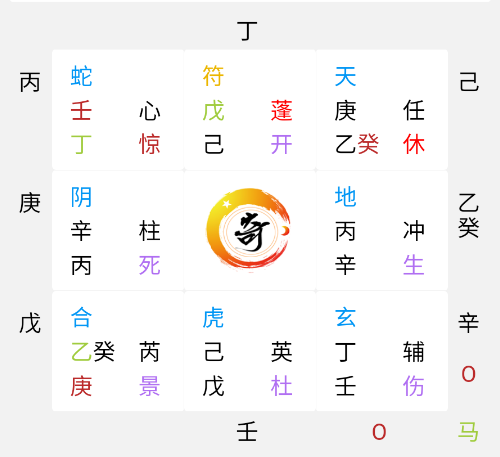 丁
丙 己
蛇 符 天
壬 心 戊 蓬 庚 任
丁 惊 己 开 乙癸 休
庚 乙癸
阴 地
辛 柱 奇 丙 冲
丙 死 辛 生
戊 辛
合 虎 玄
乙癸 芮 己 英 丁 辅
庚 景 戊 杜 壬 伤
O
壬 O 马